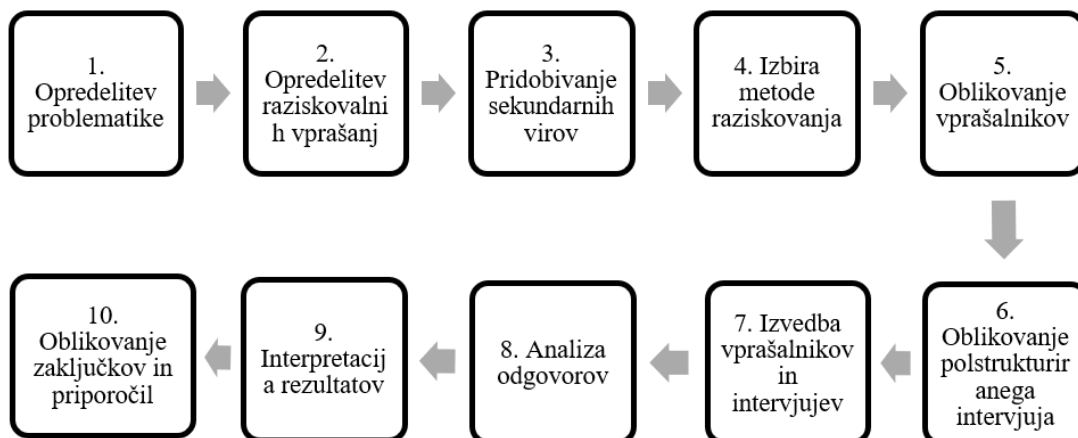 1.
Opredelitev
problematike
2.
Opredelitev
raziskovalni
h vprašanj
3.
Pridobivanje
sekundarnih
virov
4. Izbira
metode
raziskovanja
5.
Oblikovanje
vprašalnikov
6.
Oblikovanje
polstrukturir
anega
intervjuja
7. Izvedba
vprašalnikov
in
intervjujev
8. Analiza
odgovorov
9.
Interpretacij
a rezultatov
10.
Oblikovanje
zaključkov in
priporočil